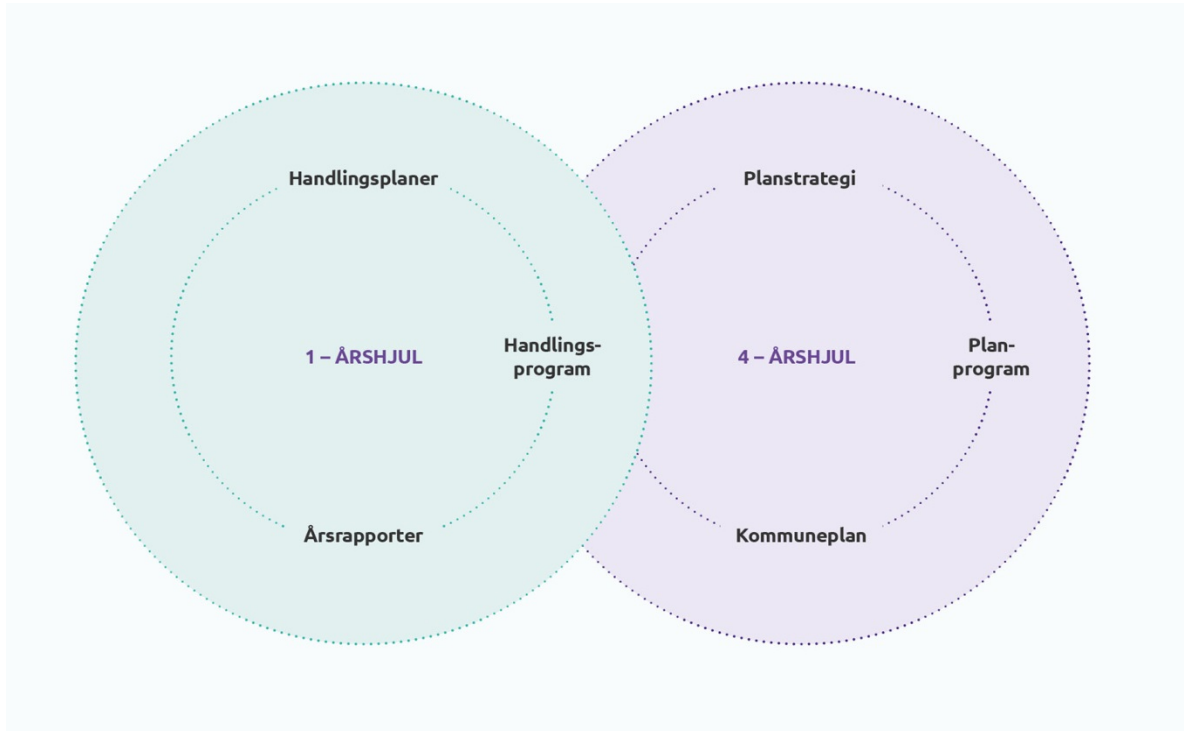 Handlingsplaner
1 – ÅRSHJUL
Handlings-
program
Årsrapporter
Planstrategi
4 – ÅRSHJUL
Plan-
program
Kommuneplan